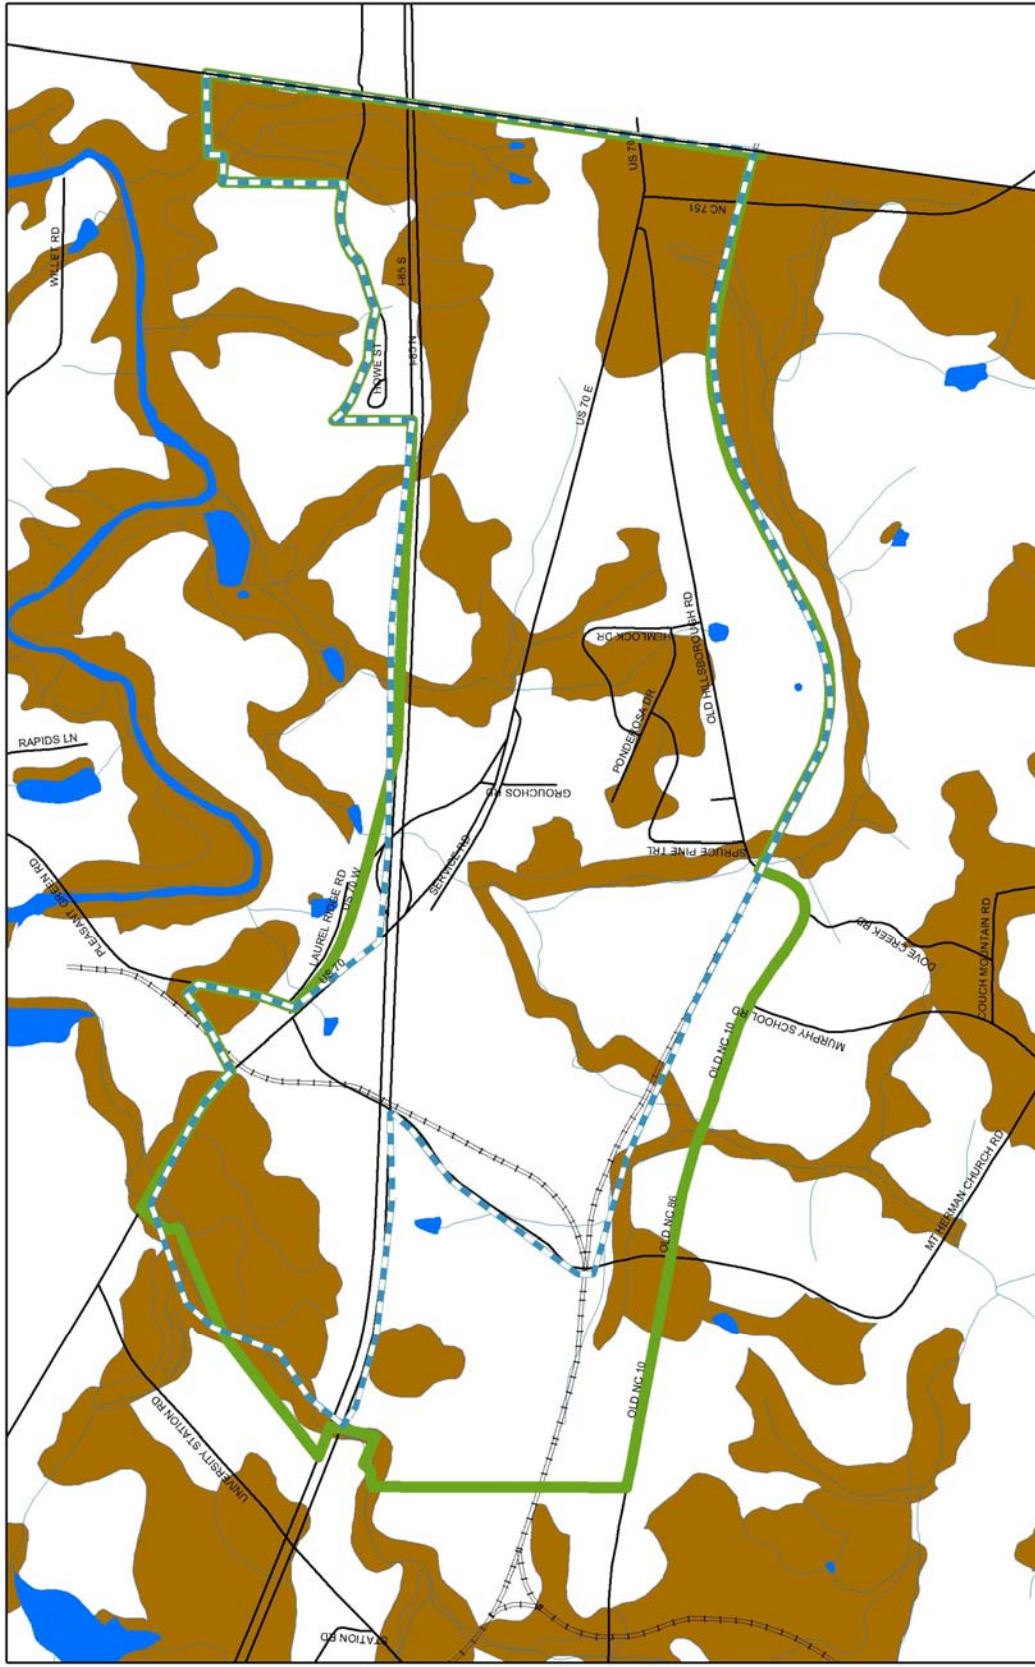 WILLET RD
I-85 S
I-85 N
HOWE ST
US 70
NC 751
US 70 E
RAPIDS LN
HEMLOCK DR
OLD HILLSBOROUGH RD
PONDEROSA DR
GROUCHOS RD
SPRUCE PINE TRL
SERVICE RD
LAUREL RIDGE RD
US 70 W
US 70
PLEASANT GREEN RD
DOVE CREEK RD
COUCH MOUNTAIN RD
MURPHY SCHOOL RD
OLD NC 10
MT HERMAN CHURCH RD
OLD NC 86
OLD NC 10
UNIVERSITY STATION RD
STATION RD